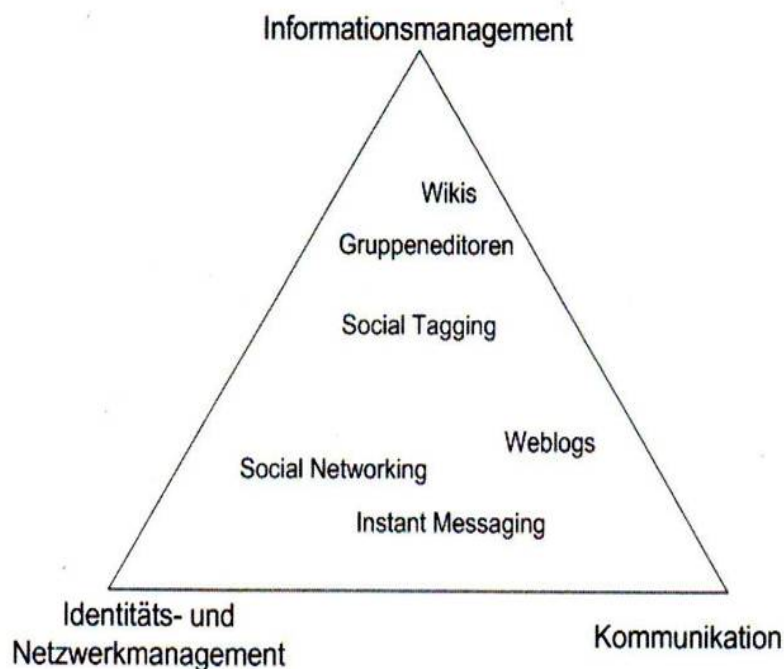 Informationsmanagement
Wikis
Gruppeneditoren
Social Tagging
Weblogs
Social Networking
Instant Messaging
Identitäts- und
Netzwerkmanagement
Kommunikation